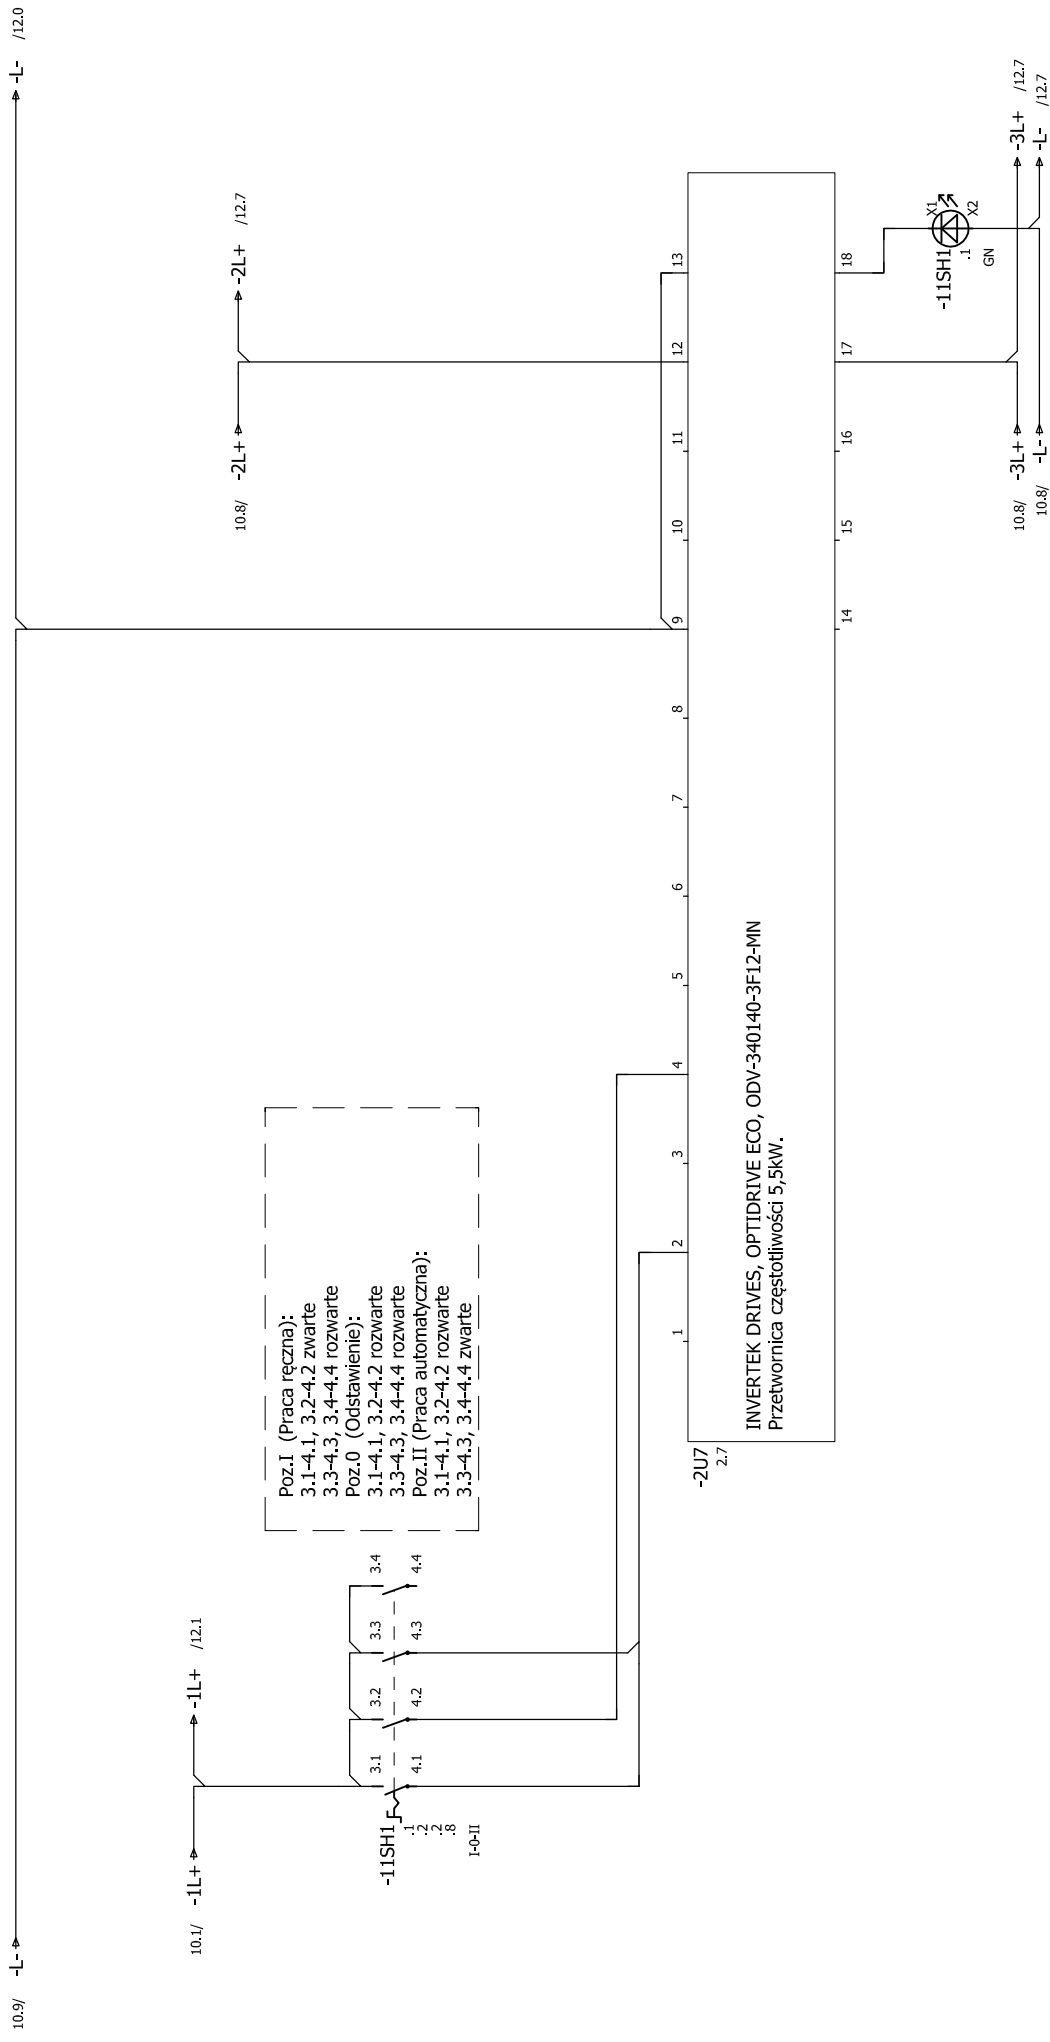 10.9/ -L-
-L- /12.0
10.1/ -1L+
-1L+ /12.1
10.8/ -2L+
-2L+ /12.7
Poz.I (Praca ręczna):
3.1-4.1, 3.2-4.2 zwarte
3.3-4.3, 3.4-4.4 rozwarte
Poz.0 (Odstawienie):
3.1-4.1, 3.2-4.2 rozwarte
3.3-4.3, 3.4-4.4 rozwarte
Poz.II (Praca automatyczna):
3.1-4.1, 3.2-4.2 rozwarte
3.3-4.3, 3.4-4.4 zwarte
3.1 3.2 3.3 3.4
-11SH1
4.1 4.2 4.3 4.4
.1
.2
.2
.8
I-0-II
1 2 3 4 5 6 7 8 9 10 11 12 13
-2U7
2.7
INVERTEK DRIVES, OPTIDRIVE ECO, ODV-340140-3F12-MN
Przetwornica częstotliwości 5,5kW.
14 15 16 17 18
X1
-11SH1
.1
X2
GN
10.8/ -3L+
-3L+ /12.7
10.8/ -L-
-L- /12.7